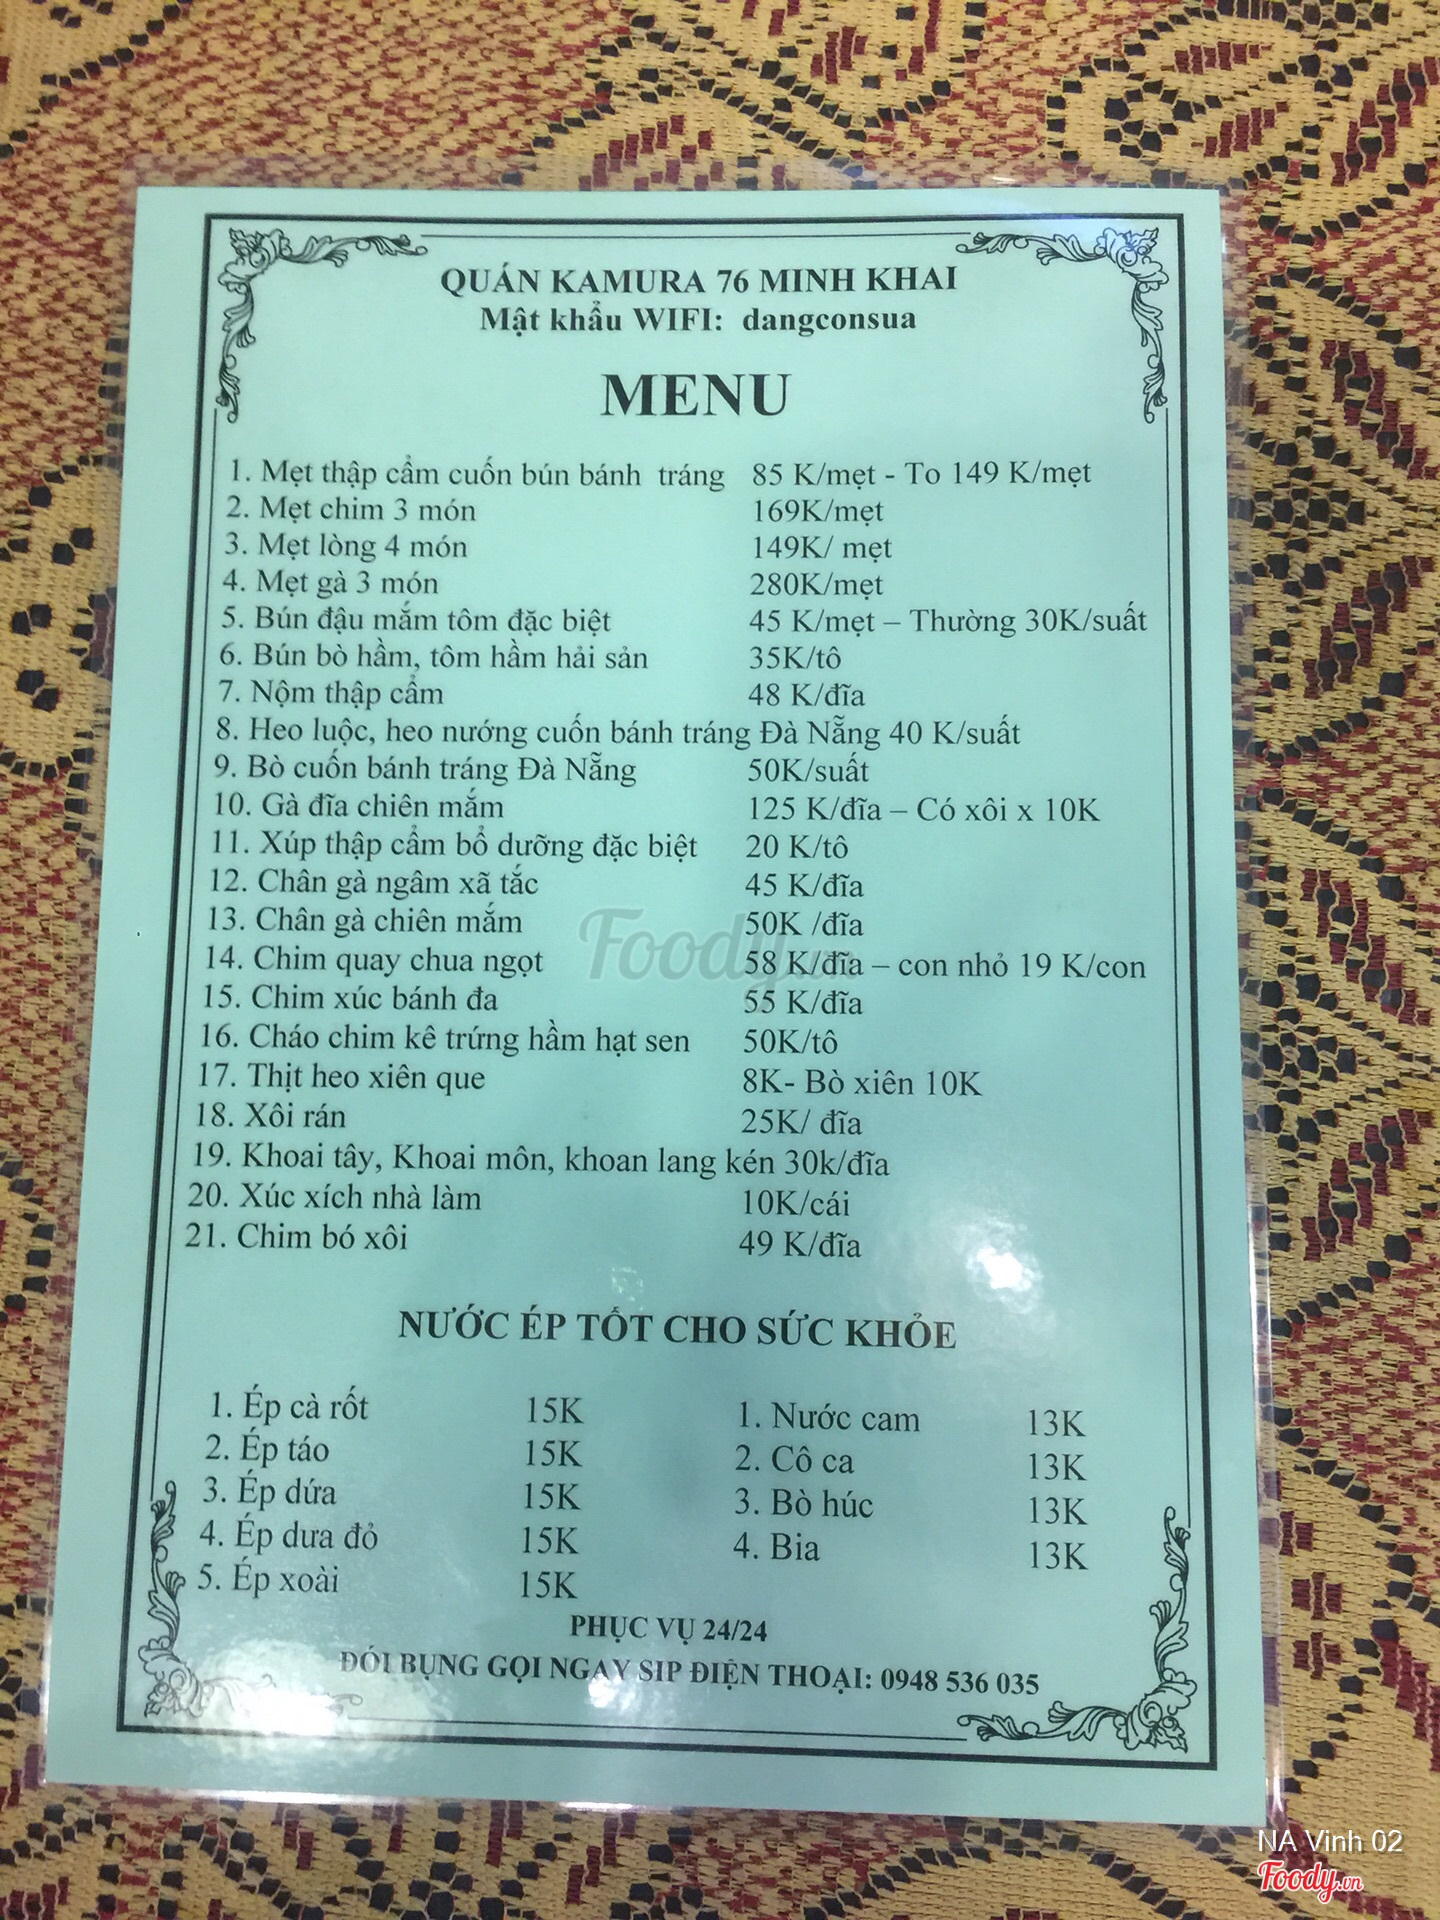 QUÁN KAMURA 76 MINH KHAI
Mật khẩu WIFI: dangconsua
MENU
1. Mẹt thập cẩm cuốn bún bánh tráng 85 K/mẹt - To 149 K/mẹt
2. Mẹt chim 3 món 169K/mẹt
3. Mẹt lòng 4 món 149K/ mẹt
4. Mẹt gà 3 món 280K/mẹt
5. Bún đậu mắm tôm đặc biệt 45 K/mẹt – Thường 30K/suất
6. Bún bò hầm, tôm hầm hải sản 35K/tô
7. Nộm thập cẩm 48 K/đĩa
8. Heo luộc, heo nướng cuốn bánh tráng Đà Nẵng 40 K/suất
9. Bò cuốn bánh tráng Đà Nẵng 50K/suất
10. Gà đĩa chiên mắm 125 K/đĩa – Có xôi x 10K
11. Xúp thập cẩm bổ dưỡng đặc biệt 20 K/tô
12. Chân gà ngâm xã tắc 45 K/đĩa
13. Chân gà chiên mắm 50K /đĩa
14. Chim quay chua ngọt 58 K/đĩa – con nhỏ 19 K/con
15. Chim xúc bánh đa 55 K/đĩa
16. Cháo chim kê trứng hầm hạt sen 50K/tô
17. Thịt heo xiên que 8K- Bò xiên 10K
18. Xôi rán 25K/ đĩa
19. Khoai tây, Khoai môn, khoan lang kén 30k/đĩa
20. Xúc xích nhà làm 10K/cái
21. Chim bó xôi 49 K/đĩa
Foody.vn
NƯỚC ÉP TỐT CHO SỨC KHỎE
1. Ép cà rốt 15K 1. Nước cam 13K
2. Ép táo 15K 2. Cô ca 13K
3. Ép dứa 15K 3. Bò húc 13K
4. Ép dưa đỏ 15K 4. Bia 13K
5. Ép xoài 15K
PHỤC VỤ 24/24
ĐÓI BỤNG GỌI NGAY SIP ĐIỆN THOẠI: 0948 536 035
NA Vinh 02
Foody.vn